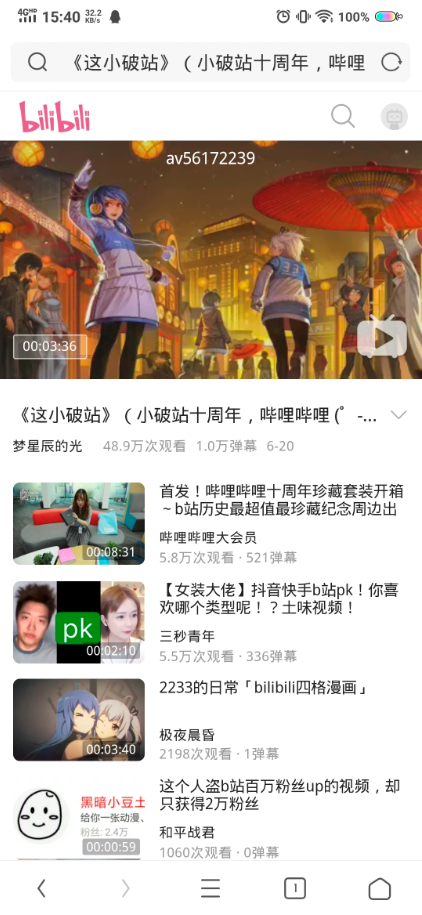 4GHD 15:40 32.2 KB/s 100%
《这小破站》（小破站十周年，哔哩
bilibili
av56172239
00:03:36
《这小破站》（小破站十周年，哔哩哔哩 (゜-...
梦星辰的光 48.9万次观看 1.0万弹幕 6-20
00:08:31
首发！哔哩哔哩十周年珍藏套装开箱
～b站历史最超值最珍藏纪念周边出
哔哩哔哩大会员
5.8万次观看 · 521弹幕
pk
00:02:10
【女装大佬】抖音快手b站pk！你喜
欢哪个类型呢！？土味视频！
三秒青年
5.5万次观看 · 336弹幕
00:03:40
2233的日常「bilibili四格漫画」
极夜晨昏
2198次观看 · 1弹幕
黑暗小豆土
给你一张动漫、
粉丝: 2.4万
00:00:59
这个人盗b站百万粉丝up的视频，却
只获得2万粉丝
和平战君
1060次观看 · 0弹幕
1